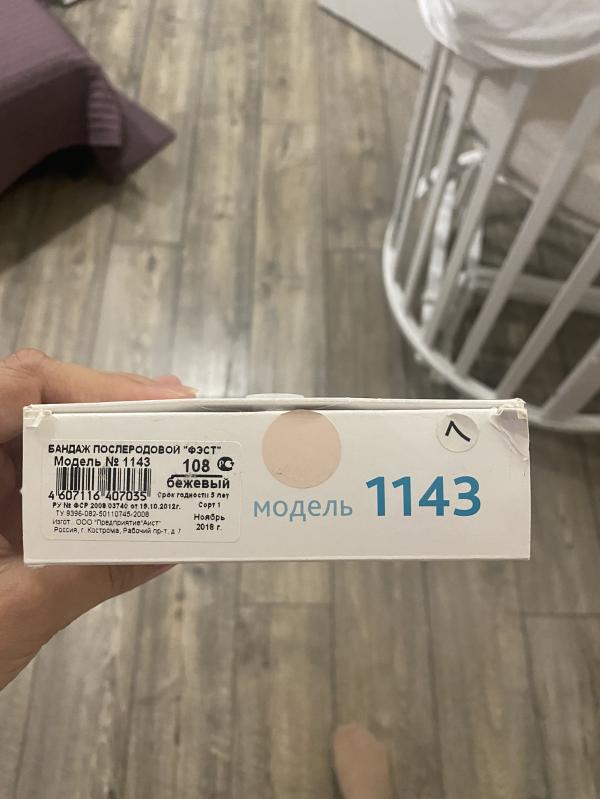 БАНДАЖ ПОСЛЕРОДОВОЙ "ФЭСТ"
Модель № 1143
108
бежевый
4 607116 407035
Срок годности 5 лет
РУ № ФСР 2008 03740 от 19.10.2012г.
Сорт 1
ТУ 9396-082-50110745-2008
Ноябрь
2018 г.
Изгот.: ООО "Предприятие"Аист"
Россия, г. Кострома, Рабочий пр-т, д 7
модель 1143